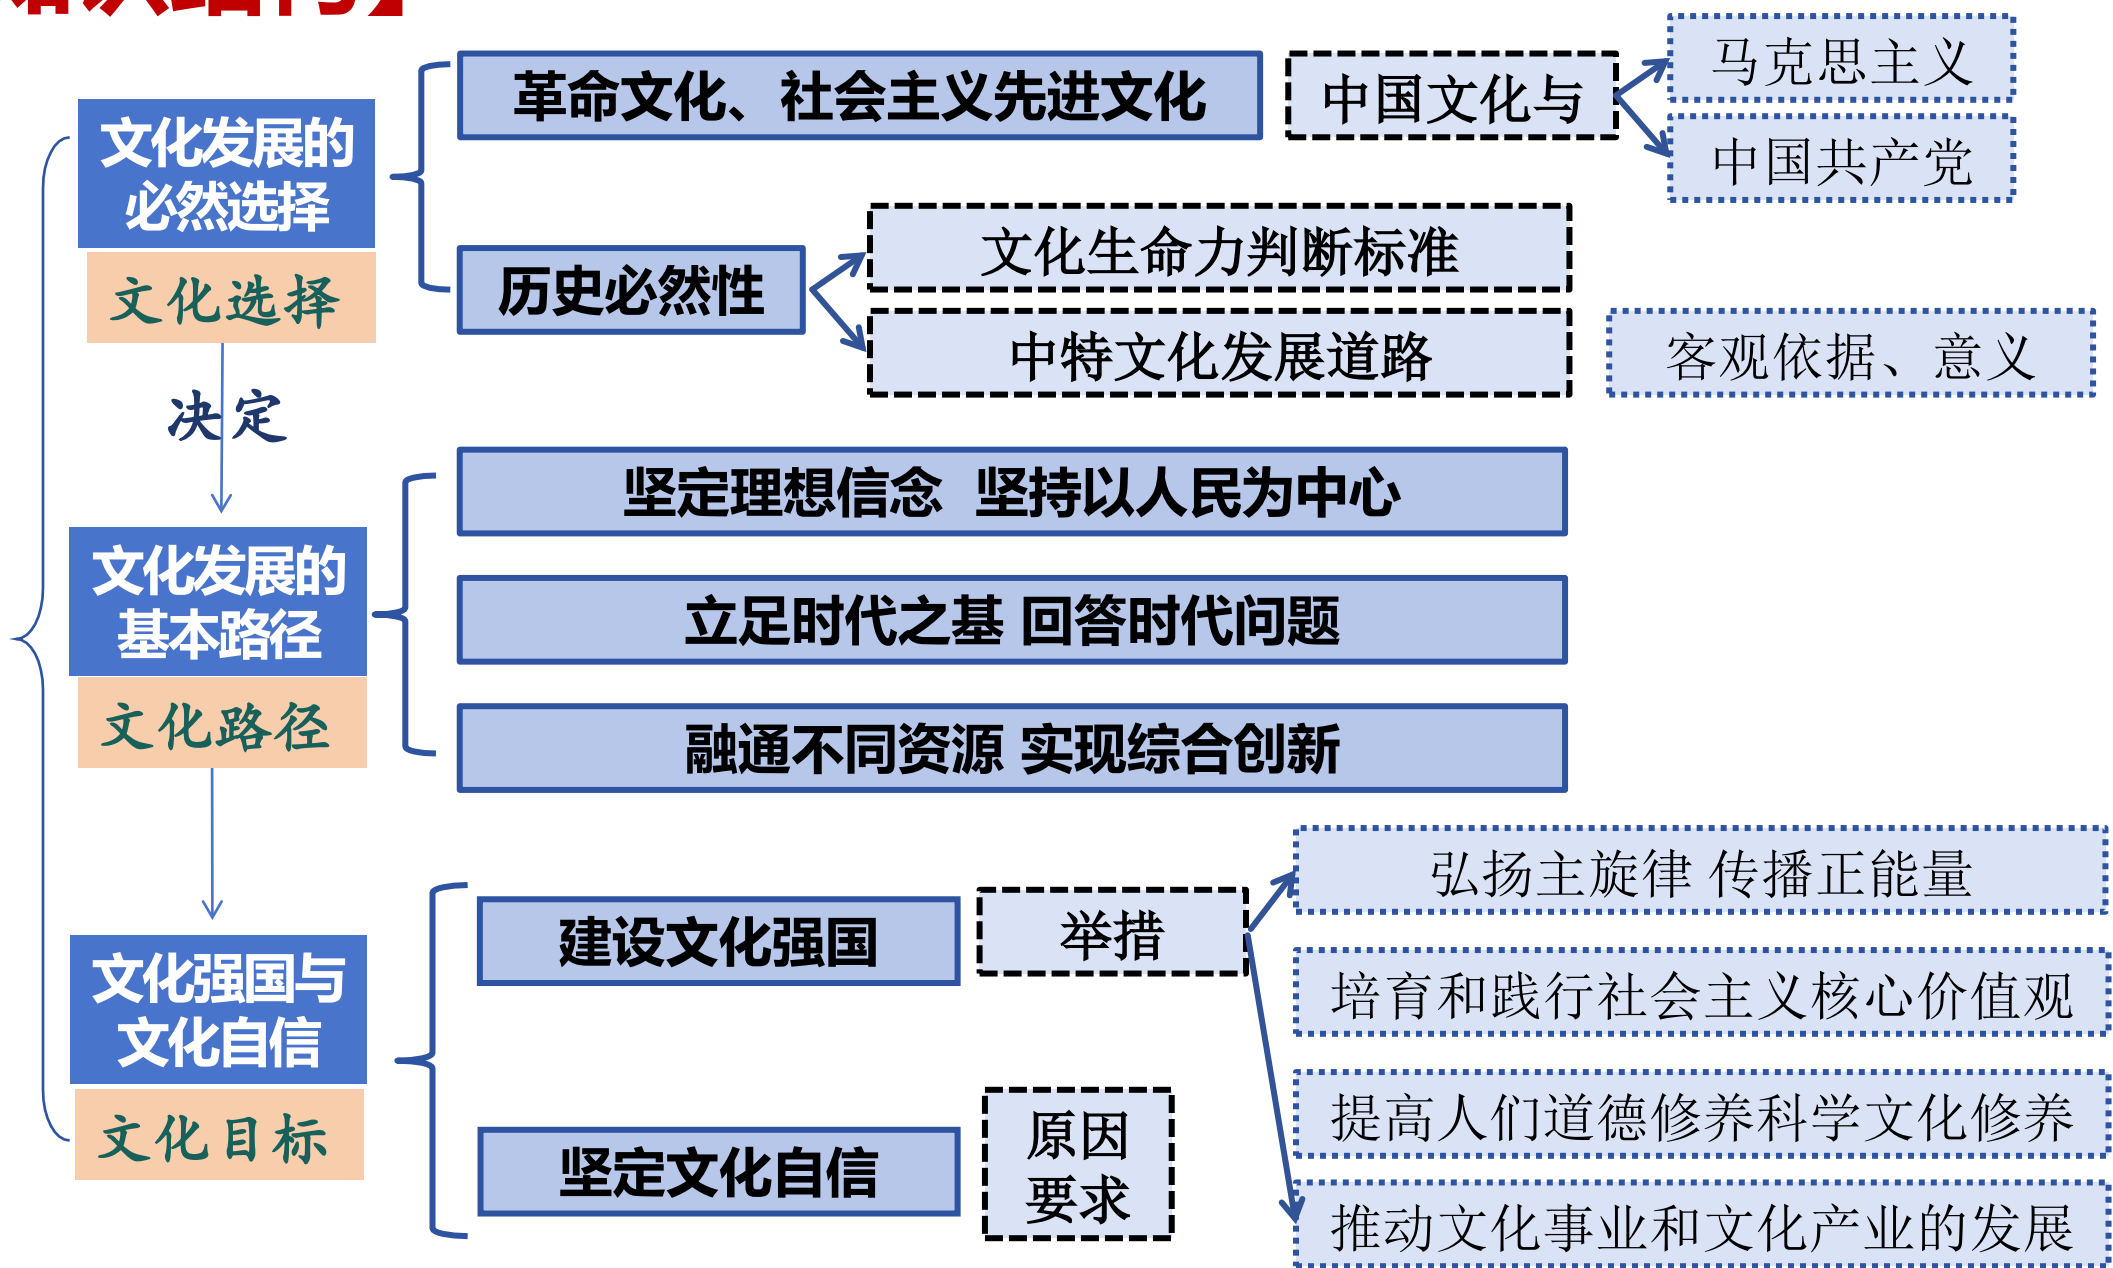 知识结构】
文化发展的
必然选择
文化选择
革命文化、社会主义先进文化
中国文化与
马克思主义
中国共产党
历史必然性
文化生命力判断标准
中特文化发展道路
客观依据、意义
决定
文化发展的
基本路径
文化路径
坚定理想信念 坚持以人民为中心
立足时代之基 回答时代问题
融通不同资源 实现综合创新
文化强国与
文化自信
文化目标
建设文化强国
举措
弘扬主旋律 传播正能量
培育和践行社会主义核心价值观
提高人们道德修养科学文化修养
推动文化事业和文化产业的发展
坚定文化自信
原因
要求